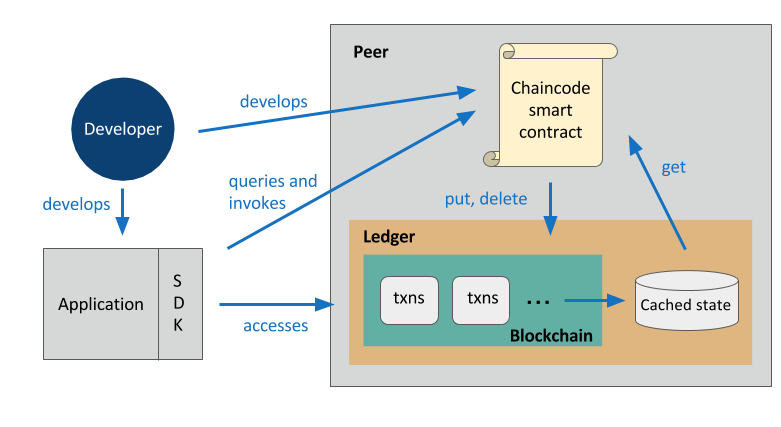 Peer
Chaincode
smart
contract
Developer
develops
develops
queries and
invokes
put, delete
get
Ledger
Application
S
D
K
accesses
txns
txns
...
Cached state
Blockchain